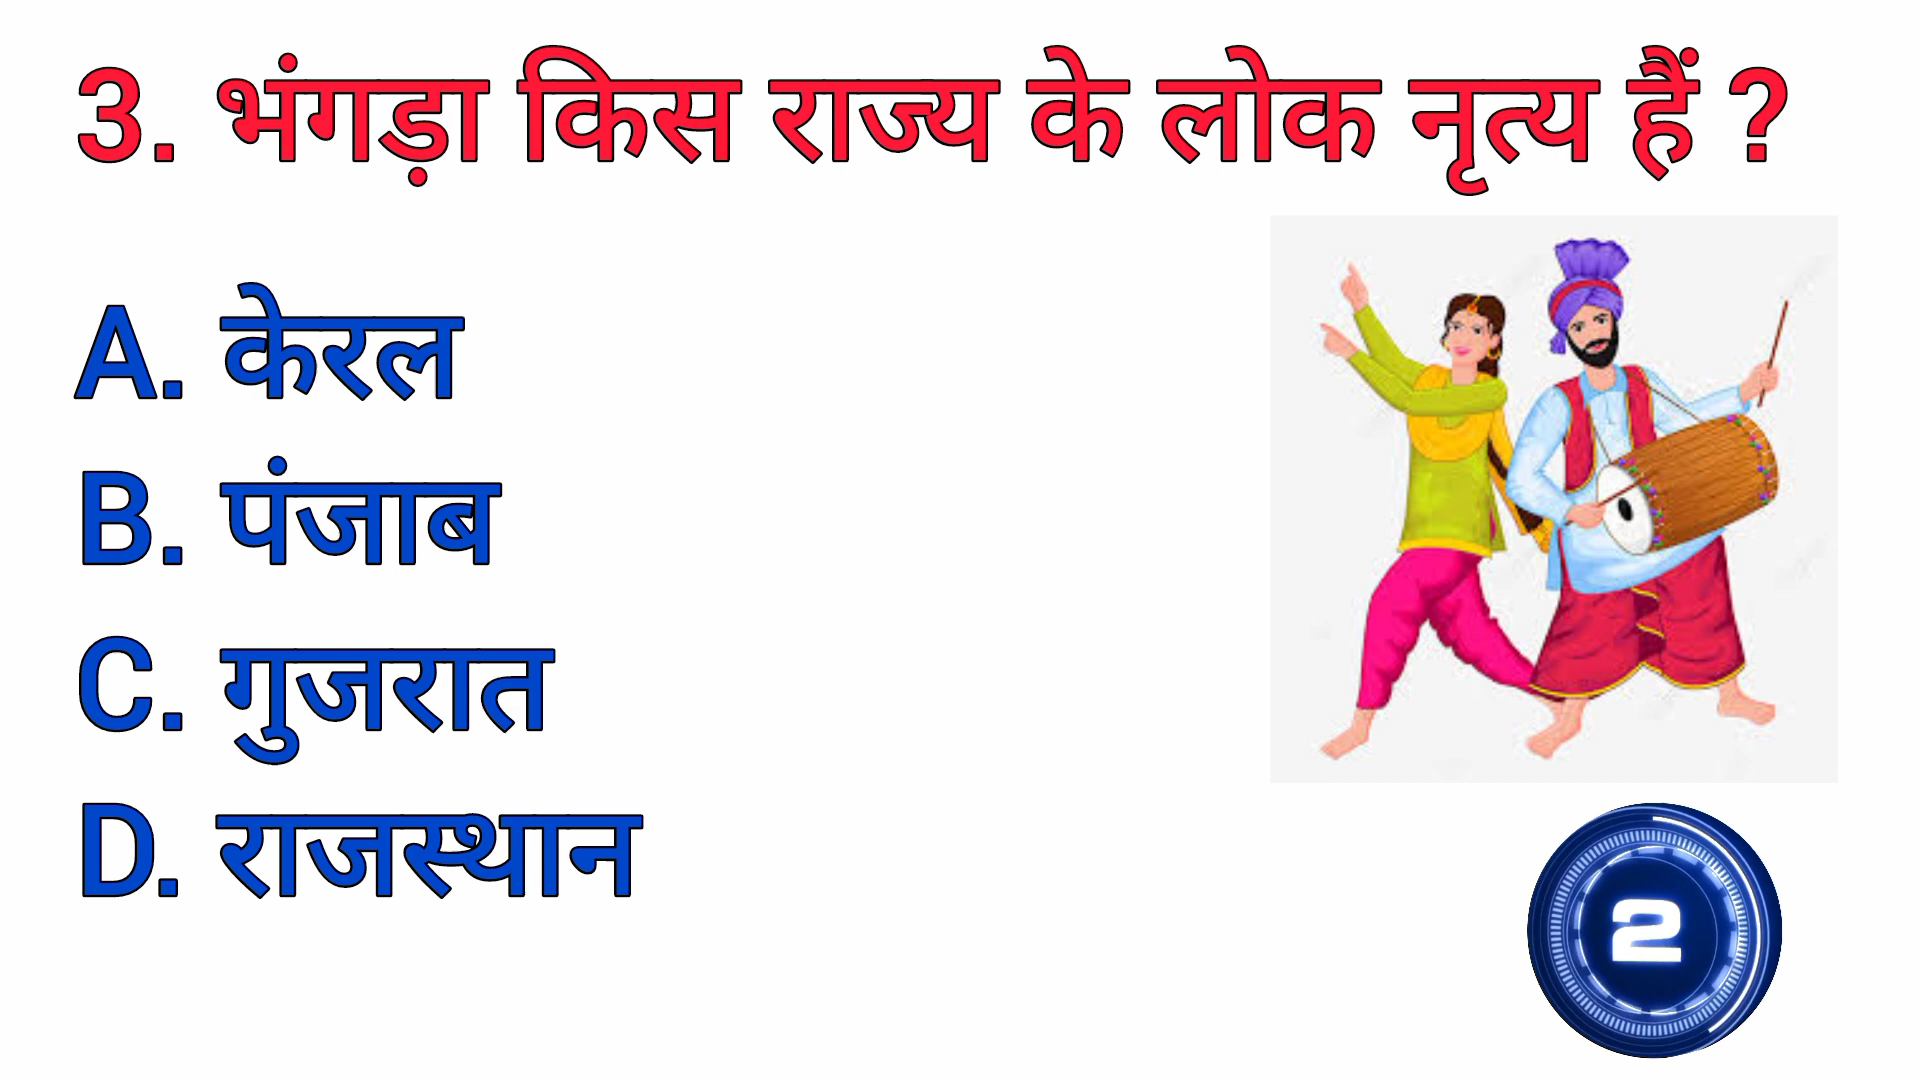 3. भंगड़ा किस राज्य के लोक नृत्य हैं ?
A. केरल
B. पंजाब
C. गुजरात
D. राजस्थान
2